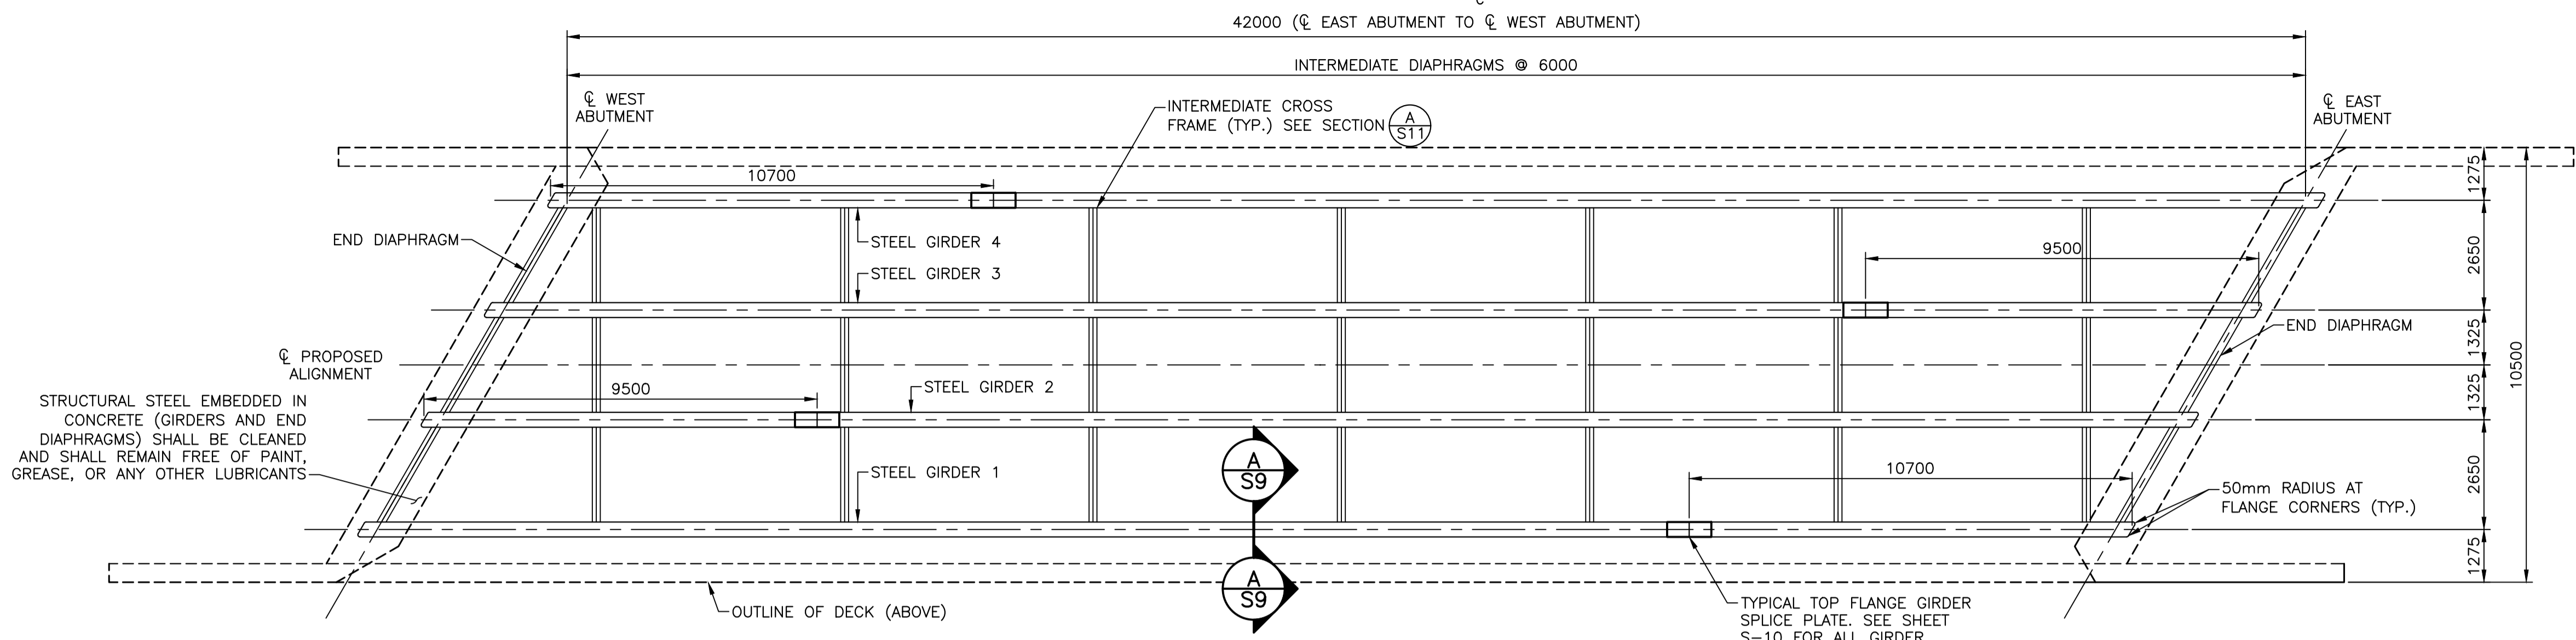 ℄
42000 (℄ EAST ABUTMENT TO ℄ WEST ABUTMENT)
INTERMEDIATE DIAPHRAGMS @ 6000
℄ WEST
ABUTMENT
INTERMEDIATE CROSS
FRAME (TYP.) SEE SECTION
A
S11
℄ EAST
ABUTMENT
10700
1275
END DIAPHRAGM
STEEL GIRDER 4
STEEL GIRDER 3
9500
2650
END DIAPHRAGM
1325
10500
℄ PROPOSED
ALIGNMENT
9500
STEEL GIRDER 2
1325
STRUCTURAL STEEL EMBEDDED IN
CONCRETE (GIRDERS AND END
DIAPHRAGMS) SHALL BE CLEANED
AND SHALL REMAIN FREE OF PAINT,
GREASE, OR ANY OTHER LUBRICANTS
STEEL GIRDER 1
A
S9
10700
2650
50mm RADIUS AT
FLANGE CORNERS (TYP.)
1275
A
S9
OUTLINE OF DECK (ABOVE)
TYPICAL TOP FLANGE GIRDER
SPLICE PLATE. SEE SHEET
S-10 FOR ALL GIRDER